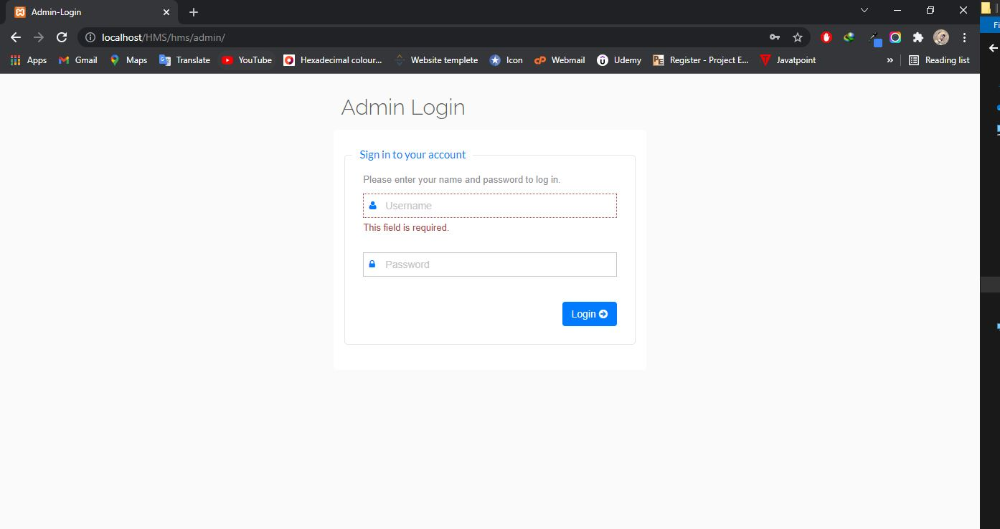 Admin-Login
localhost/HMS/hms/admin/
Apps Gmail Maps Translate YouTube Hexadecimal colour... Website templete Icon Webmail Udemy Register - Project E... Javatpoint » Reading list
Fi
Admin Login
Sign in to your account
Please enter your name and password to log in.
Username
This field is required.
Password
Login